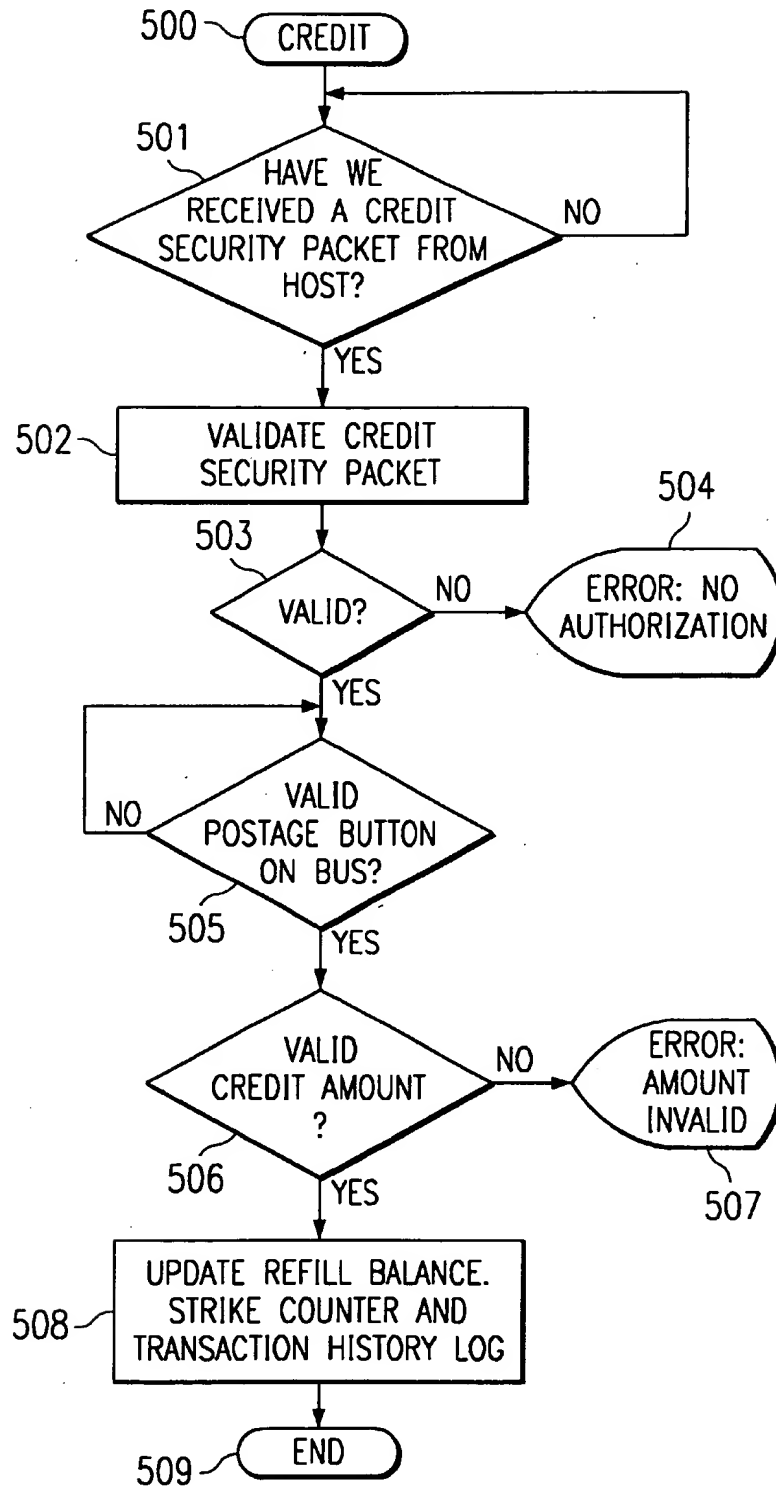 500
CREDIT
501
HAVE WE
RECEIVED A CREDIT
SECURITY PACKET FROM
HOST?
NO
YES
502
VALIDATE CREDIT
SECURITY PACKET
503
VALID?
NO
504
ERROR: NO
AUTHORIZATION
YES
VALID
POSTAGE BUTTON
ON BUS?
NO
505
YES
VALID
CREDIT AMOUNT
?
NO
506
ERROR:
AMOUNT
INVALID
507
YES
508
UPDATE REFILL BALANCE.
STRIKE COUNTER AND
TRANSACTION HISTORY LOG
509
END